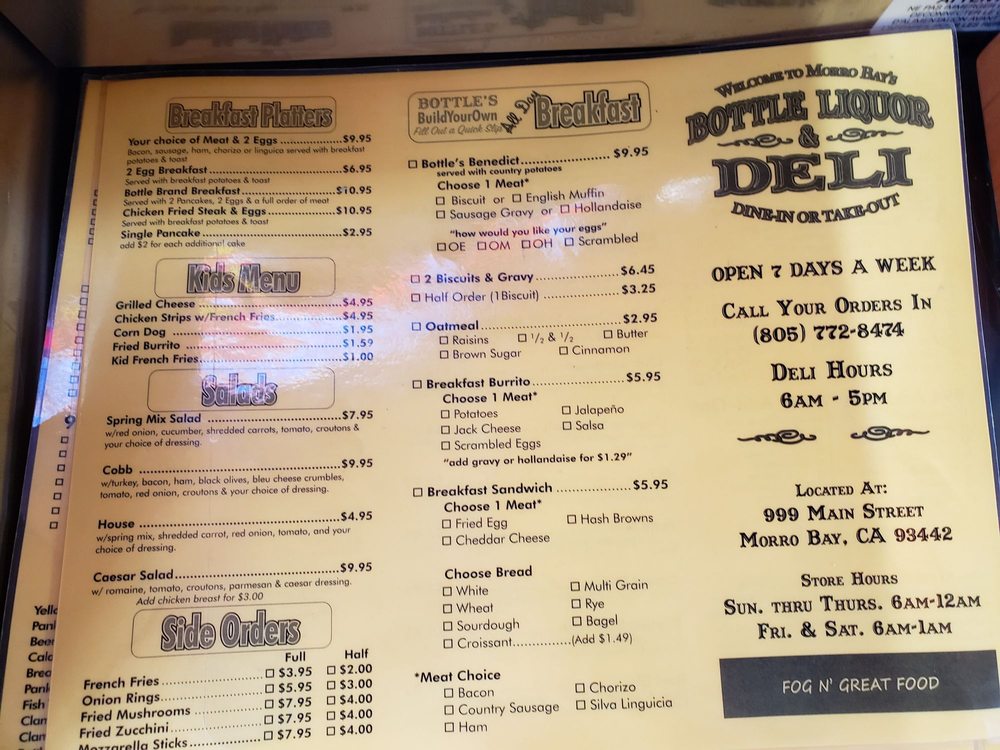 Breakfast Platters
Your choice of Meat & 2 Eggs ..................$9.95
Bacon, sausage, ham, chorizo or linguica served with breakfast
potatoes & toast
2 Egg Breakfast.................................$6.95
Served with breakfast potatoes & toast
Bottle Brand Breakfast.........................$10.95
Served with 2 Pancakes, 2 Eggs & a full order of meat
Chicken Fried Steak & Eggs....................$10.95
Served with breakfast potatoes & toast
Single Pancake.................................$2.95
add $2 for each additional cake
Kids Menu
Grilled Cheese.................................$4.95
Chicken Strips w/French Fries..................$4.95
Corn Dog .......................................$1.95
Fried Burrito ..................................$1.59
Kid French Fries................................$1.00
Salads
Spring Mix Salad ...............................$7.95
w/red onion, cucumber, shredded carrots, tomato, croutons &
your choice of dressing.
Cobb ...........................................$9.95
w/turkey, bacon, ham, black olives, bleu cheese crumbles,
tomato, red onion, croutons & your choice of dressing.
House ..........................................$4.95
w/spring mix, shredded carrot, red onion, tomato, and your
choice of dressing.
Caesar Salad....................................$9.95
w/ romaine, tomato, croutons, parmesan & caesar dressing.
Add chicken breast for $3.00
Side Orders
Full Half
French Fries.................... □ $3.95 □ $2.00
Onion Rings..................... □ $5.95 □ $3.00
Fried Mushrooms ................ □ $7.95 □ $4.00
Fried Zucchini.................. □ $7.95 □ $4.00
Mozzarella Sticks............... □ $7.95 □ $4.00
BOTTLE'S
BuildYourOwn
Fill Out a Quick Slip
All Day
Breakfast
□ Bottle's Benedict.....................$9.95
served with country potatoes
Choose 1 Meat*
□ Biscuit or □ English Muffin
□ Sausage Gravy or □ Hollandaise
"how would you like your eggs"
□OE □OM □OH □ Scrambled
□ 2 Biscuits & Gravy....................$6.45
□ Half Order (1Biscuit) ................$3.25
□ Oatmeal...............................$2.95
□ Raisins □ 1/2 & 1/2 □ Butter
□ Brown Sugar □ Cinnamon
□ Breakfast Burrito.....................$5.95
Choose 1 Meat*
□ Potatoes □ Jalapeño
□ Jack Cheese □ Salsa
□ Scrambled Eggs
"add gravy or hollandaise for $1.29"
□ Breakfast Sandwich ...................$5.95
Choose 1 Meat*
□ Fried Egg □ Hash Browns
□ Cheddar Cheese
Choose Bread
□ White □ Multi Grain
□ Wheat □ Rye
□ Sourdough □ Bagel
□ Croissant.............(Add $1.49)
*Meat Choice
□ Bacon □ Chorizo
□ Country Sausage □ Silva Linguicia
□ Ham
WELCOME TO MORRO BAY'S
BOTTLE LIQUOR
&
DELI
DINE-IN OR TAKE-OUT
OPEN 7 DAYS A WEEK
CALL YOUR ORDERS IN
(805) 772-8474
DELI HOURS
6AM - 5PM
LOCATED AT:
999 MAIN STREET
MORRO BAY, CA 93442
STORE HOURS
SUN. THRU THURS. 6AM-12AM
FRI. & SAT. 6AM-1AM
FOG N' GREAT FOOD